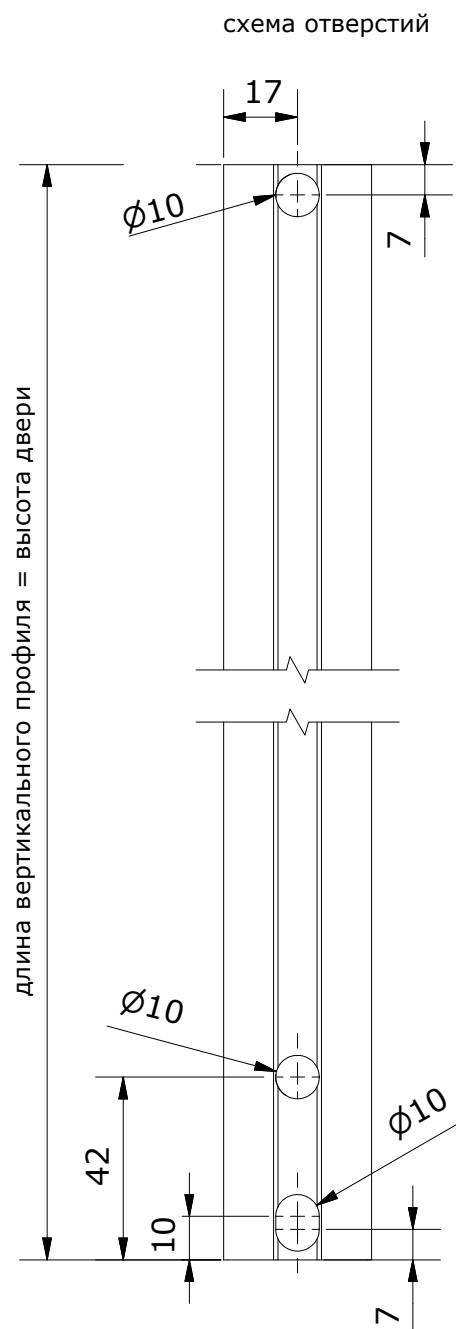 схема отверстий
17
Ø10
7
длина вертикального профиля = высота двери
Ø10
42
Ø10
10
7